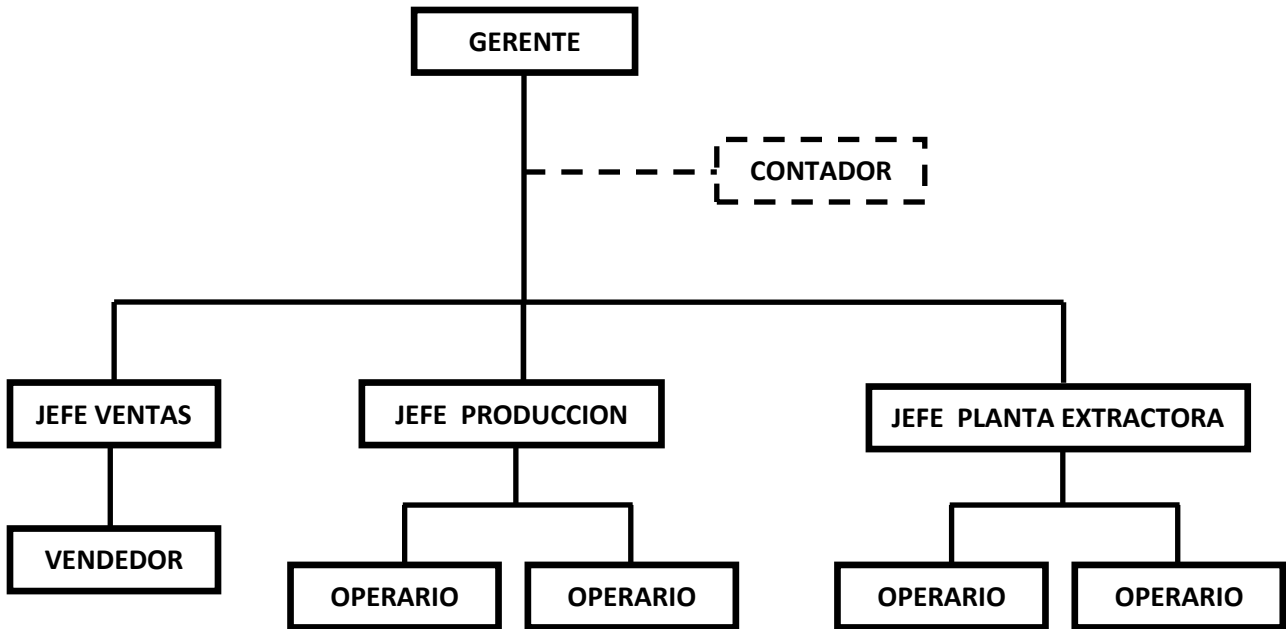 GERENTE
CONTADOR
JEFE VENTAS
JEFE PRODUCCION
JEFE PLANTA EXTRACTORA
VENDEDOR
OPERARIO
OPERARIO
OPERARIO
OPERARIO